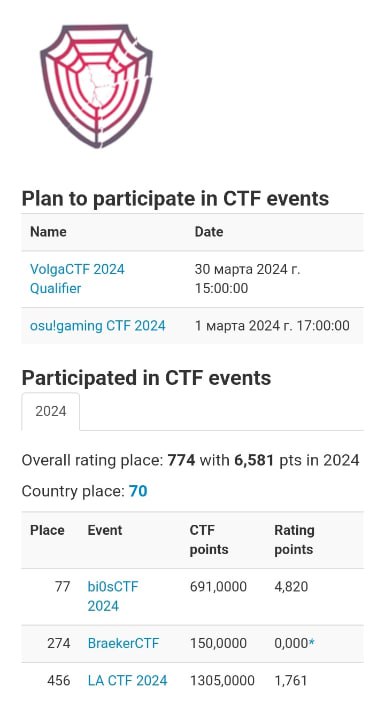 Plan to participate in CTF events
Name Date
VolgaCTF 2024 30 марта 2024 г.
Qualifier 15:00:00
osu!gaming CTF 2024 1 марта 2024 г. 17:00:00
Participated in CTF events
2024
Overall rating place: 774 with 6,581 pts in 2024
Country place: 70
Place Event CTF Rating
points points
77 bi0sCTF 691,0000 4,820
2024
274 BraekerCTF 150,0000 0,000*
456 LA CTF 2024 1305,0000 1,761